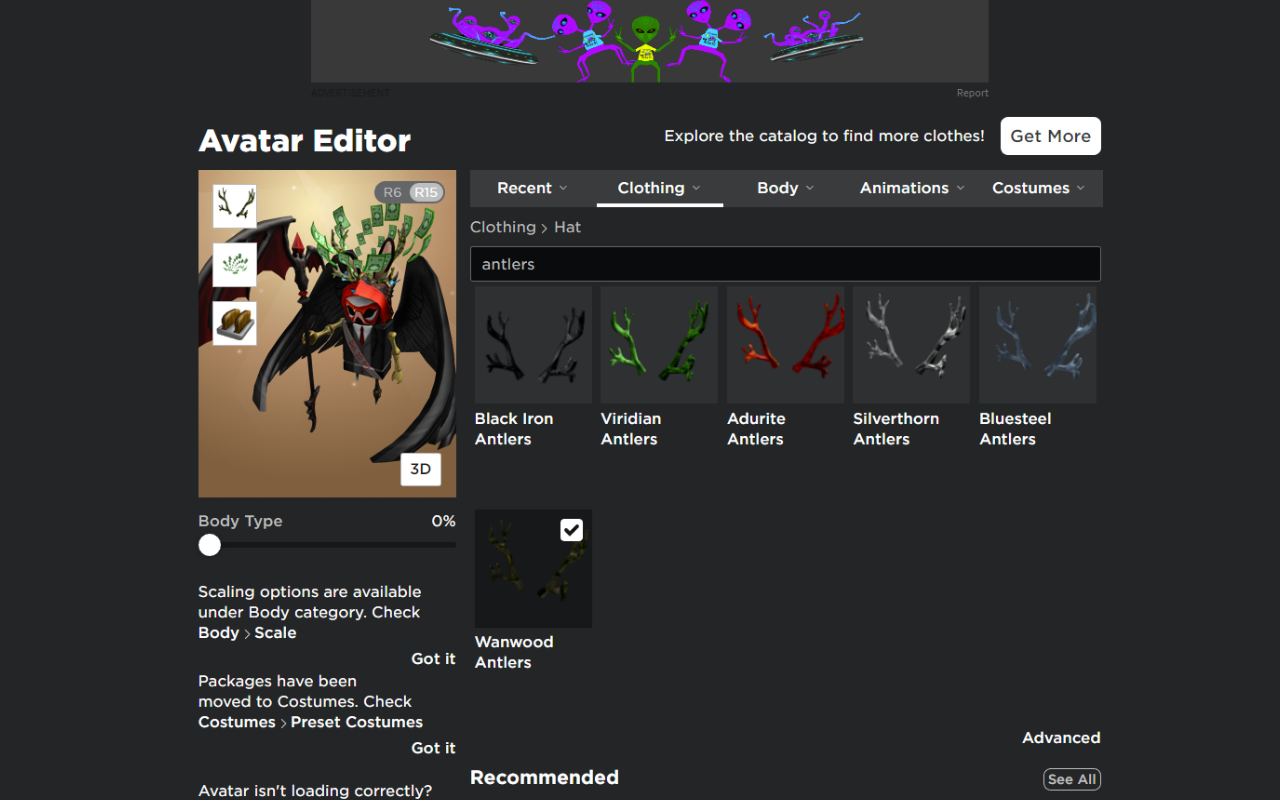 ADVERTISEMENT
Report
Avatar Editor
Explore the catalog to find more clothes!
Get More
R6 R15
3D
Recent
Clothing
Body
Animations
Costumes
Clothing > Hat
antlers
Black Iron
Antlers
Viridian
Antlers
Adurite
Antlers
Silverthorn
Antlers
Bluesteel
Antlers
Wanwood
Antlers
Body Type
0%
Scaling options are available
under Body category. Check
Body > Scale
Got it
Packages have been
moved to Costumes. Check
Costumes > Preset Costumes
Got it
Avatar isn't loading correctly?
Advanced
Recommended
See All